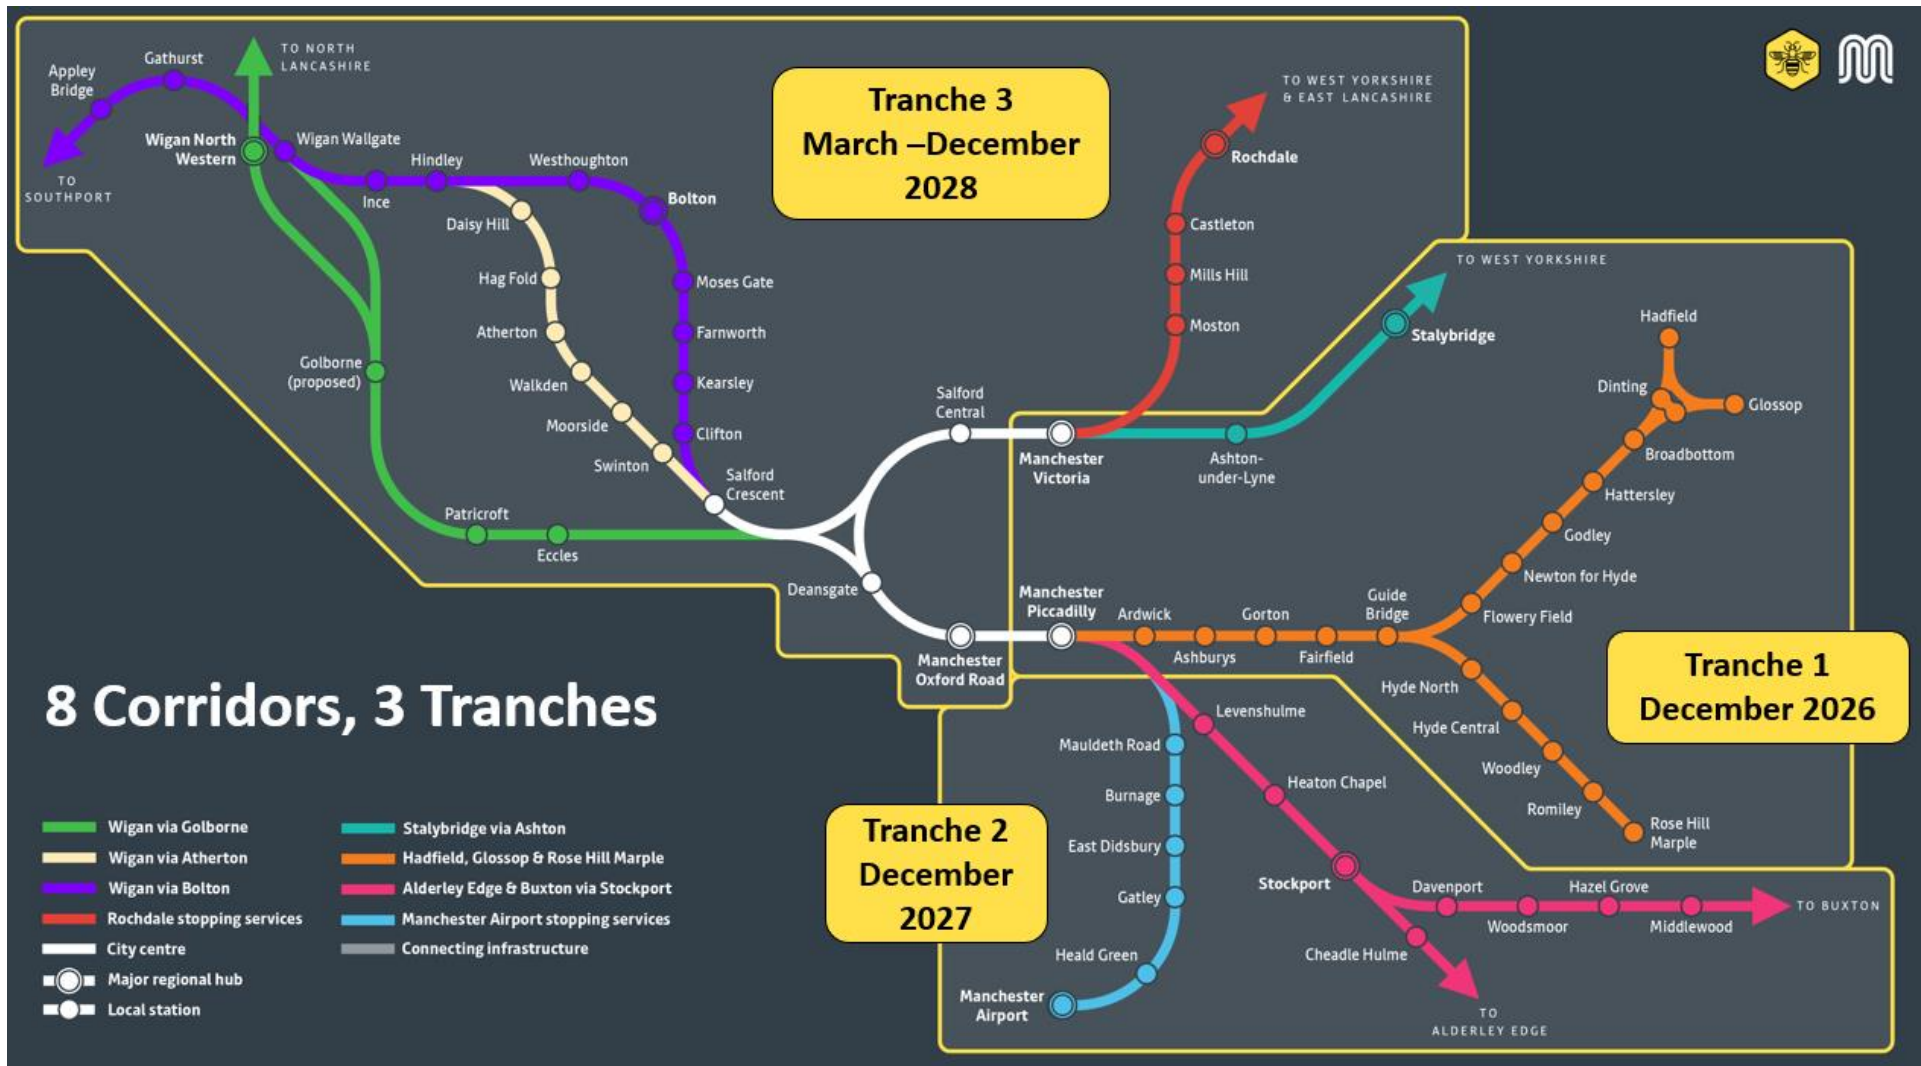 TO NORTH
LANCASHIRE
Gathurst
Appley
Bridge
Wigan North
Western
Wigan Wallgate
TO
SOUTHPORT
Hindley
Ince
Westhoughton
Bolton
Daisy Hill
Hag Fold
Atherton
Walkden
Moorside
Swinton
Moses Gate
Farnworth
Kearsley
Clifton
Salford
Crescent
Golborne
(proposed)
Patricroft
Eccles
Tranche 3
March –December
2028
TO WEST YORKSHIRE
& EAST LANCASHIRE
Rochdale
Castleton
Mills Hill
Moston
TO WEST YORKSHIRE
Stalybridge
Salford
Central
Manchester
Victoria
Ashton-
under-Lyne
Deansgate
Manchester
Oxford Road
Manchester
Piccadilly
Ardwick
Ashburys
Gorton
Fairfield
Guide
Bridge
Hadfield
Dinting
Glossop
Broadbottom
Hattersley
Godley
Newton for Hyde
Flowery Field
Hyde North
Hyde Central
Woodley
Romiley
Rose Hill
Marple
Tranche 1
December 2026
Levenshulme
Heaton Chapel
Stockport
Davenport
Woodsmoor
Hazel Grove
Middlewood
TO BUXTON
Cheadle Hulme
TO
ALDERLEY EDGE
Mauldeth Road
Burnage
East Didsbury
Gatley
Heald Green
Manchester
Airport
Tranche 2
December
2027
8 Corridors, 3 Tranches
Wigan via Golborne
Wigan via Atherton
Wigan via Bolton
Rochdale stopping services
City centre
Major regional hub
Local station
Stalybridge via Ashton
Hadfield, Glossop & Rose Hill Marple
Alderley Edge & Buxton via Stockport
Manchester Airport stopping services
Connecting infrastructure